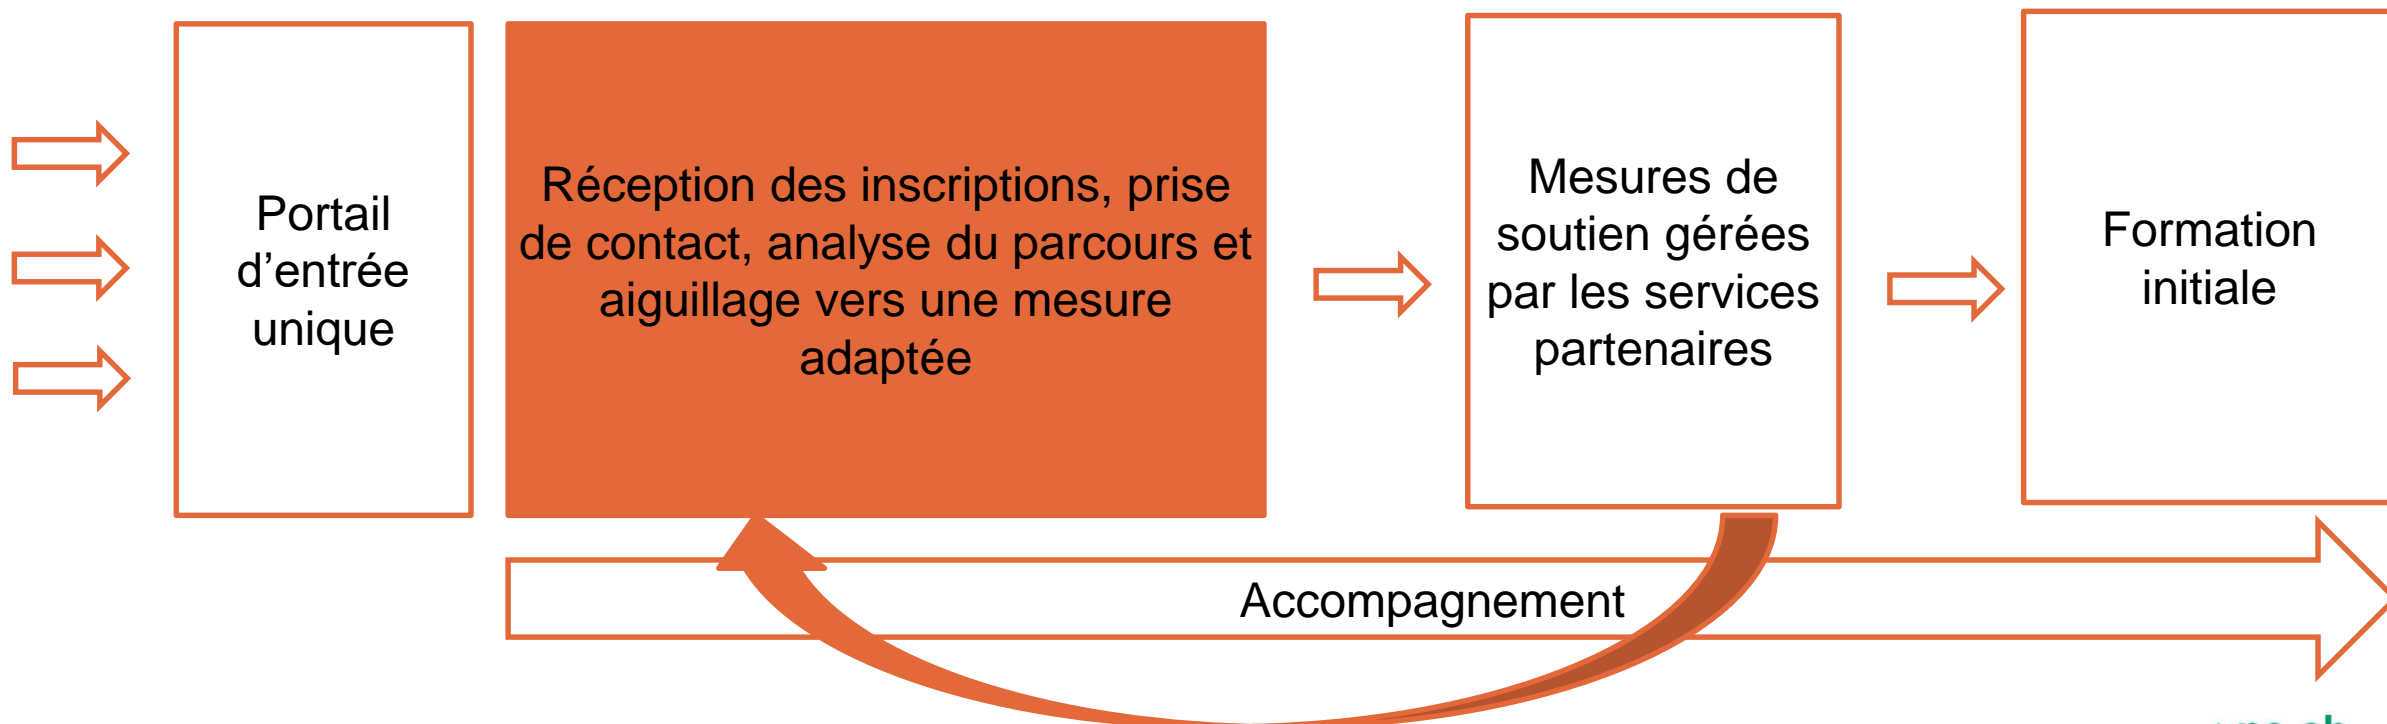 Portail
d’entrée
unique
Réception des inscriptions, prise
de contact, analyse du parcours et
aiguillage vers une mesure
adaptée
Mesures de
soutien gérées
par les services
partenaires
Formation
initiale
Accompagnement